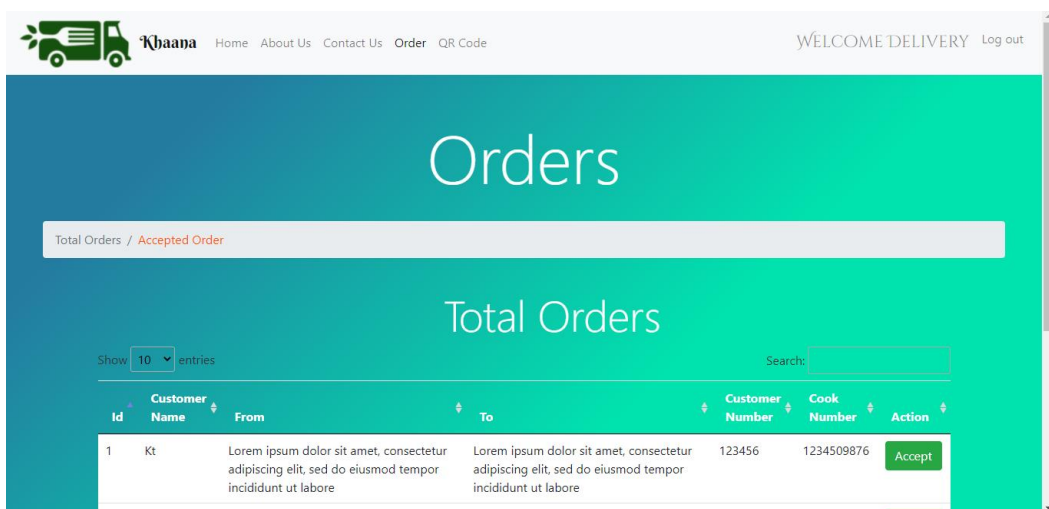 Khaana Home About Us Contact Us Order QR Code WELCOME DELIVERY Log out
Orders
Total Orders / Accepted Order
Total Orders
Show 10 entries Search:
Id Customer Name From To Customer Number Cook Number Action
1 Kt Lorem ipsum dolor sit amet, consectetur adipiscing elit, sed do eiusmod tempor incididunt ut labore Lorem ipsum dolor sit amet, consectetur adipiscing elit, sed do eiusmod tempor incididunt ut labore 123456 1234509876 Accept